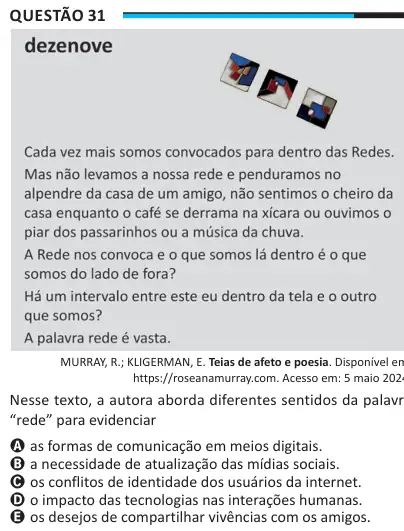 QUESTÃO 31
dezenove
Cada vez mais somos convocados para dentro das Redes.
Mas não levamos a nossa rede e penduramos no
alpendre da casa de um amigo, não sentimos o cheiro da
casa enquanto o café se derrama na xícara ou ouvimos o
piar dos passarinhos ou a música da chuva.
A Rede nos convoca e o que somos lá dentro é o que
somos do lado de fora?
Há um intervalo entre este eu dentro da tela e o outro
que somos?
A palavra rede é vasta.
MURRAY, R.; KLIGERMAN, E. Teias de afeto e poesia. Disponível em
https://roseanamurray.com. Acesso em: 5 maio 2024
Nesse texto, a autora aborda diferentes sentidos da palavr
“rede” para evidenciar
A as formas de comunicação em meios digitais.
B a necessidade de atualização das mídias sociais.
C os conflitos de identidade dos usuários da internet.
D o impacto das tecnologias nas interações humanas.
E os desejos de compartilhar vivências com os amigos.